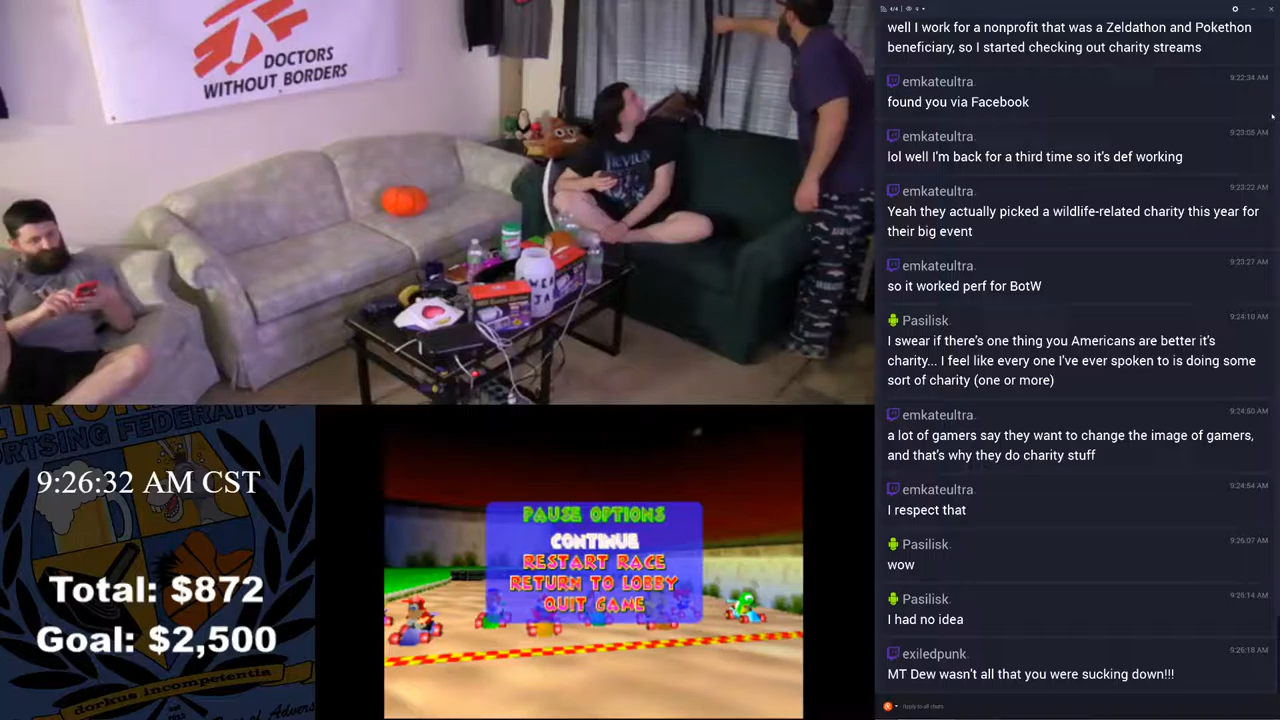 DOCTORS
WITHOUT BORDERS
9:26:32 AM CST
Total: $872
Goal: $2,500
dorkus incompetentia
PAUSE OPTIONS
CONTINUE
RESTART RACE
RETURN TO LOBBY
QUIT GAME
well I work for a nonprofit that was a Zeldathon and Pokethon
beneficiary, so I started checking out charity streams
emkateultra. 9:22:34 AM
found you via Facebook
emkateultra. 9:23:05 AM
lol well I'm back for a third time so it's def working
emkateultra. 9:23:22 AM
Yeah they actually picked a wildlife-related charity this year for
their big event
emkateultra. 9:23:27 AM
so it worked perf for BotW
Pasilisk. 9:24:10 AM
I swear if there's one thing you Americans are better it's
charity... I feel like every one I've ever spoken to is doing some
sort of charity (one or more)
emkateultra. 9:24:50 AM
a lot of gamers say they want to change the image of gamers,
and that's why they do charity stuff
emkateultra. 9:24:54 AM
I respect that
Pasilisk. 9:26:07 AM
wow
Pasilisk. 9:26:14 AM
I had no idea
exiledpunk. 9:26:18 AM
MT Dew wasn't all that you were sucking down!!!
Reply to all chats